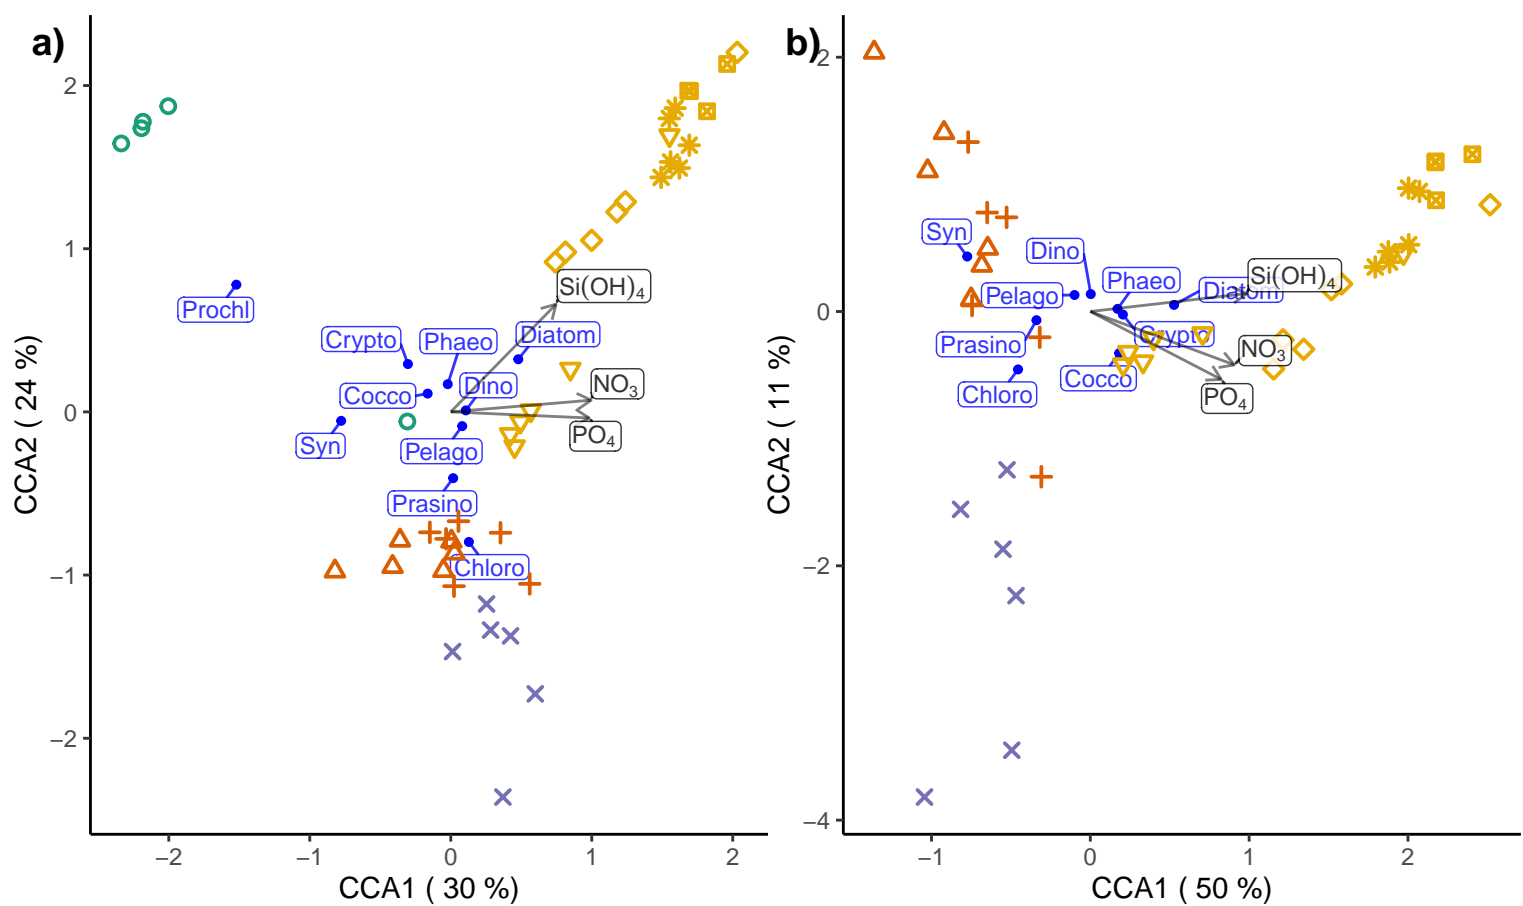 a)
CCA2 ( 24 %)
2
1
0
−1
−2
Prochl
Crypto
Phaeo
Diatom
Si(OH)4
Cocco
Dino
NO3
Syn
Pelago
PO4
Prasino
Chloro
−2 −1 0 1 2
CCA1 ( 30 %)
b)
CCA2 ( 11 %)
2
0
−2
−4
Syn
Dino
Phaeo
Diatom
Si(OH)4
Pelago
Prasino
Crypto
NO3
Chloro
Cocco
PO4
−1 0 1 2
CCA1 ( 50 %)